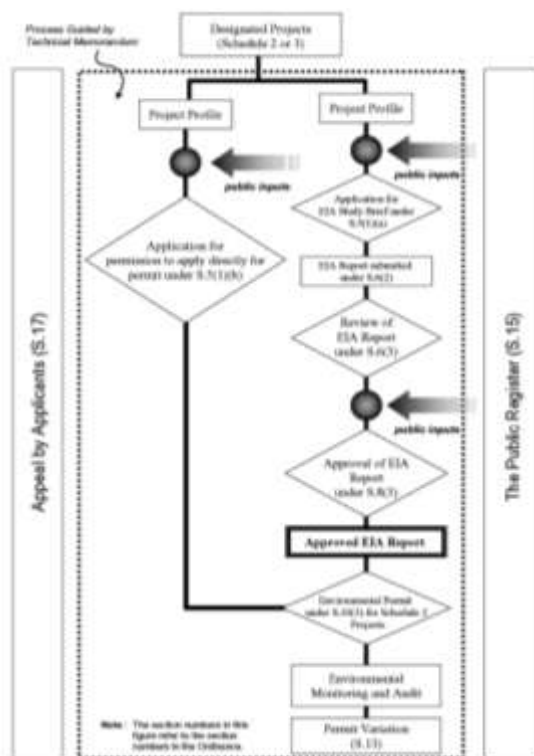 Process Guided by
Technical Memorandum
Designated Projects
(Schedule 2 or 3)
Project Profile
Project Profile
public inputs
public inputs
Application for
EIA Study Brief under
S.5(1)(a)
Application for
permission to apply directly for
permit under S.5(1)(b)
EIA Report submitted
under S.6(2)
Review of
EIA Report
under S.6(3)
public inputs
Approval of EIA
Report
under S.8(3)
Approved EIA Report
Environmental Permit
under S.10(3) for Schedule 2
Projects
Environmental
Monitoring and Audit
Permit Variation
(S.13)
Note : The section numbers in this
figure refer to the section
numbers in the Ordinance.
Appeal by Applicants (S.17)
The Public Register (S.15)